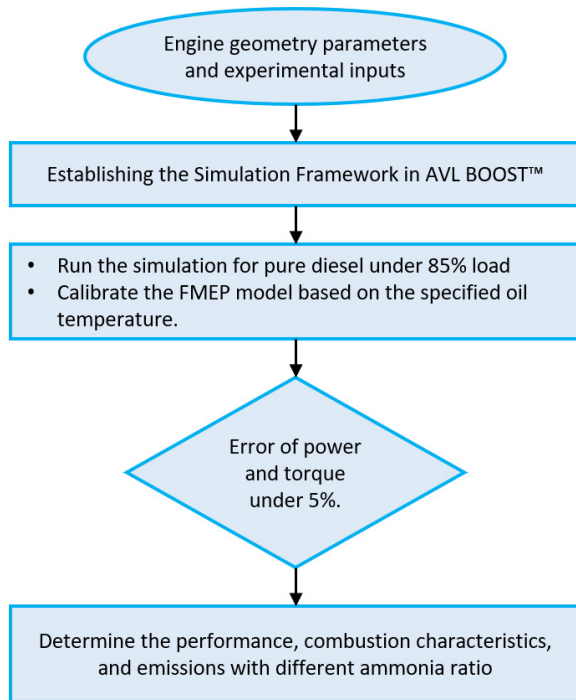 Engine geometry parameters
and experimental inputs
Establishing the Simulation Framework in AVL BOOST™
• Run the simulation for pure diesel under 85% load
• Calibrate the FMEP model based on the specified oil
temperature.
Error of power
and torque
under 5%.
Determine the performance, combustion characteristics,
and emissions with different ammonia ratio